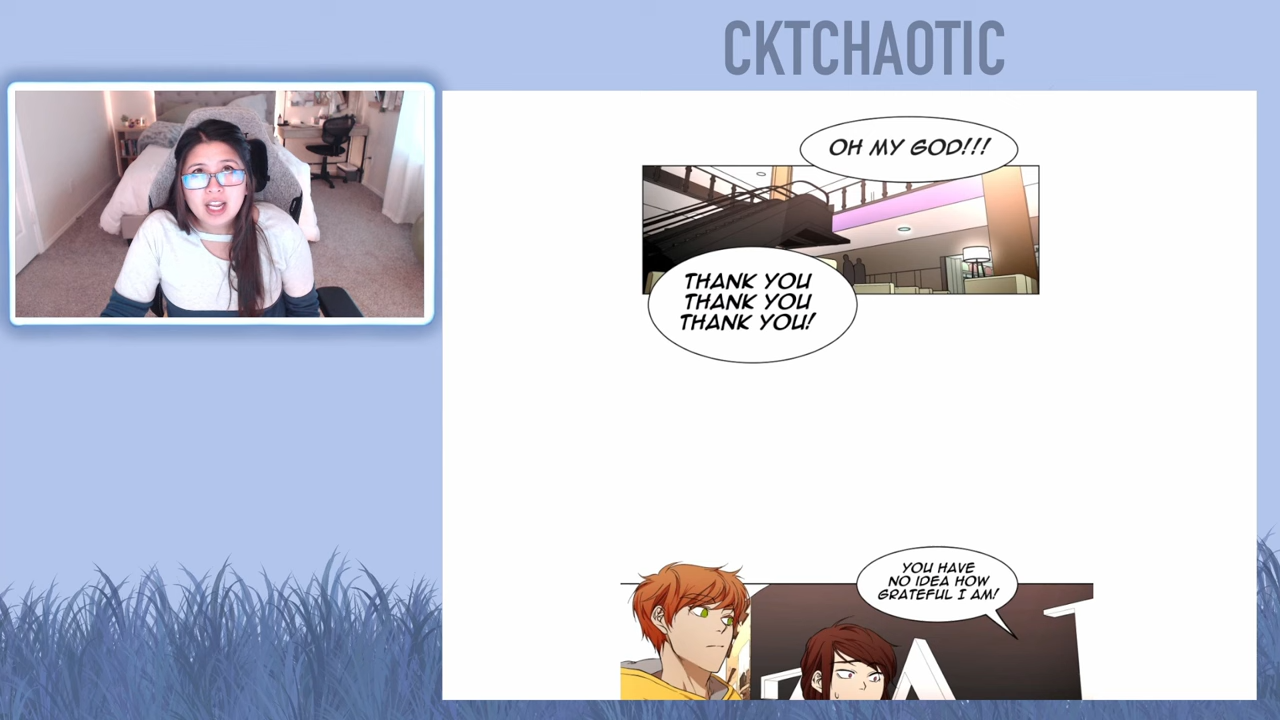 CKTCHAOTIC
OH MY GOD!!!
THANK YOU
THANK YOU
THANK YOU!
YOU HAVE
NO IDEA HOW
GRATEFUL I AM!